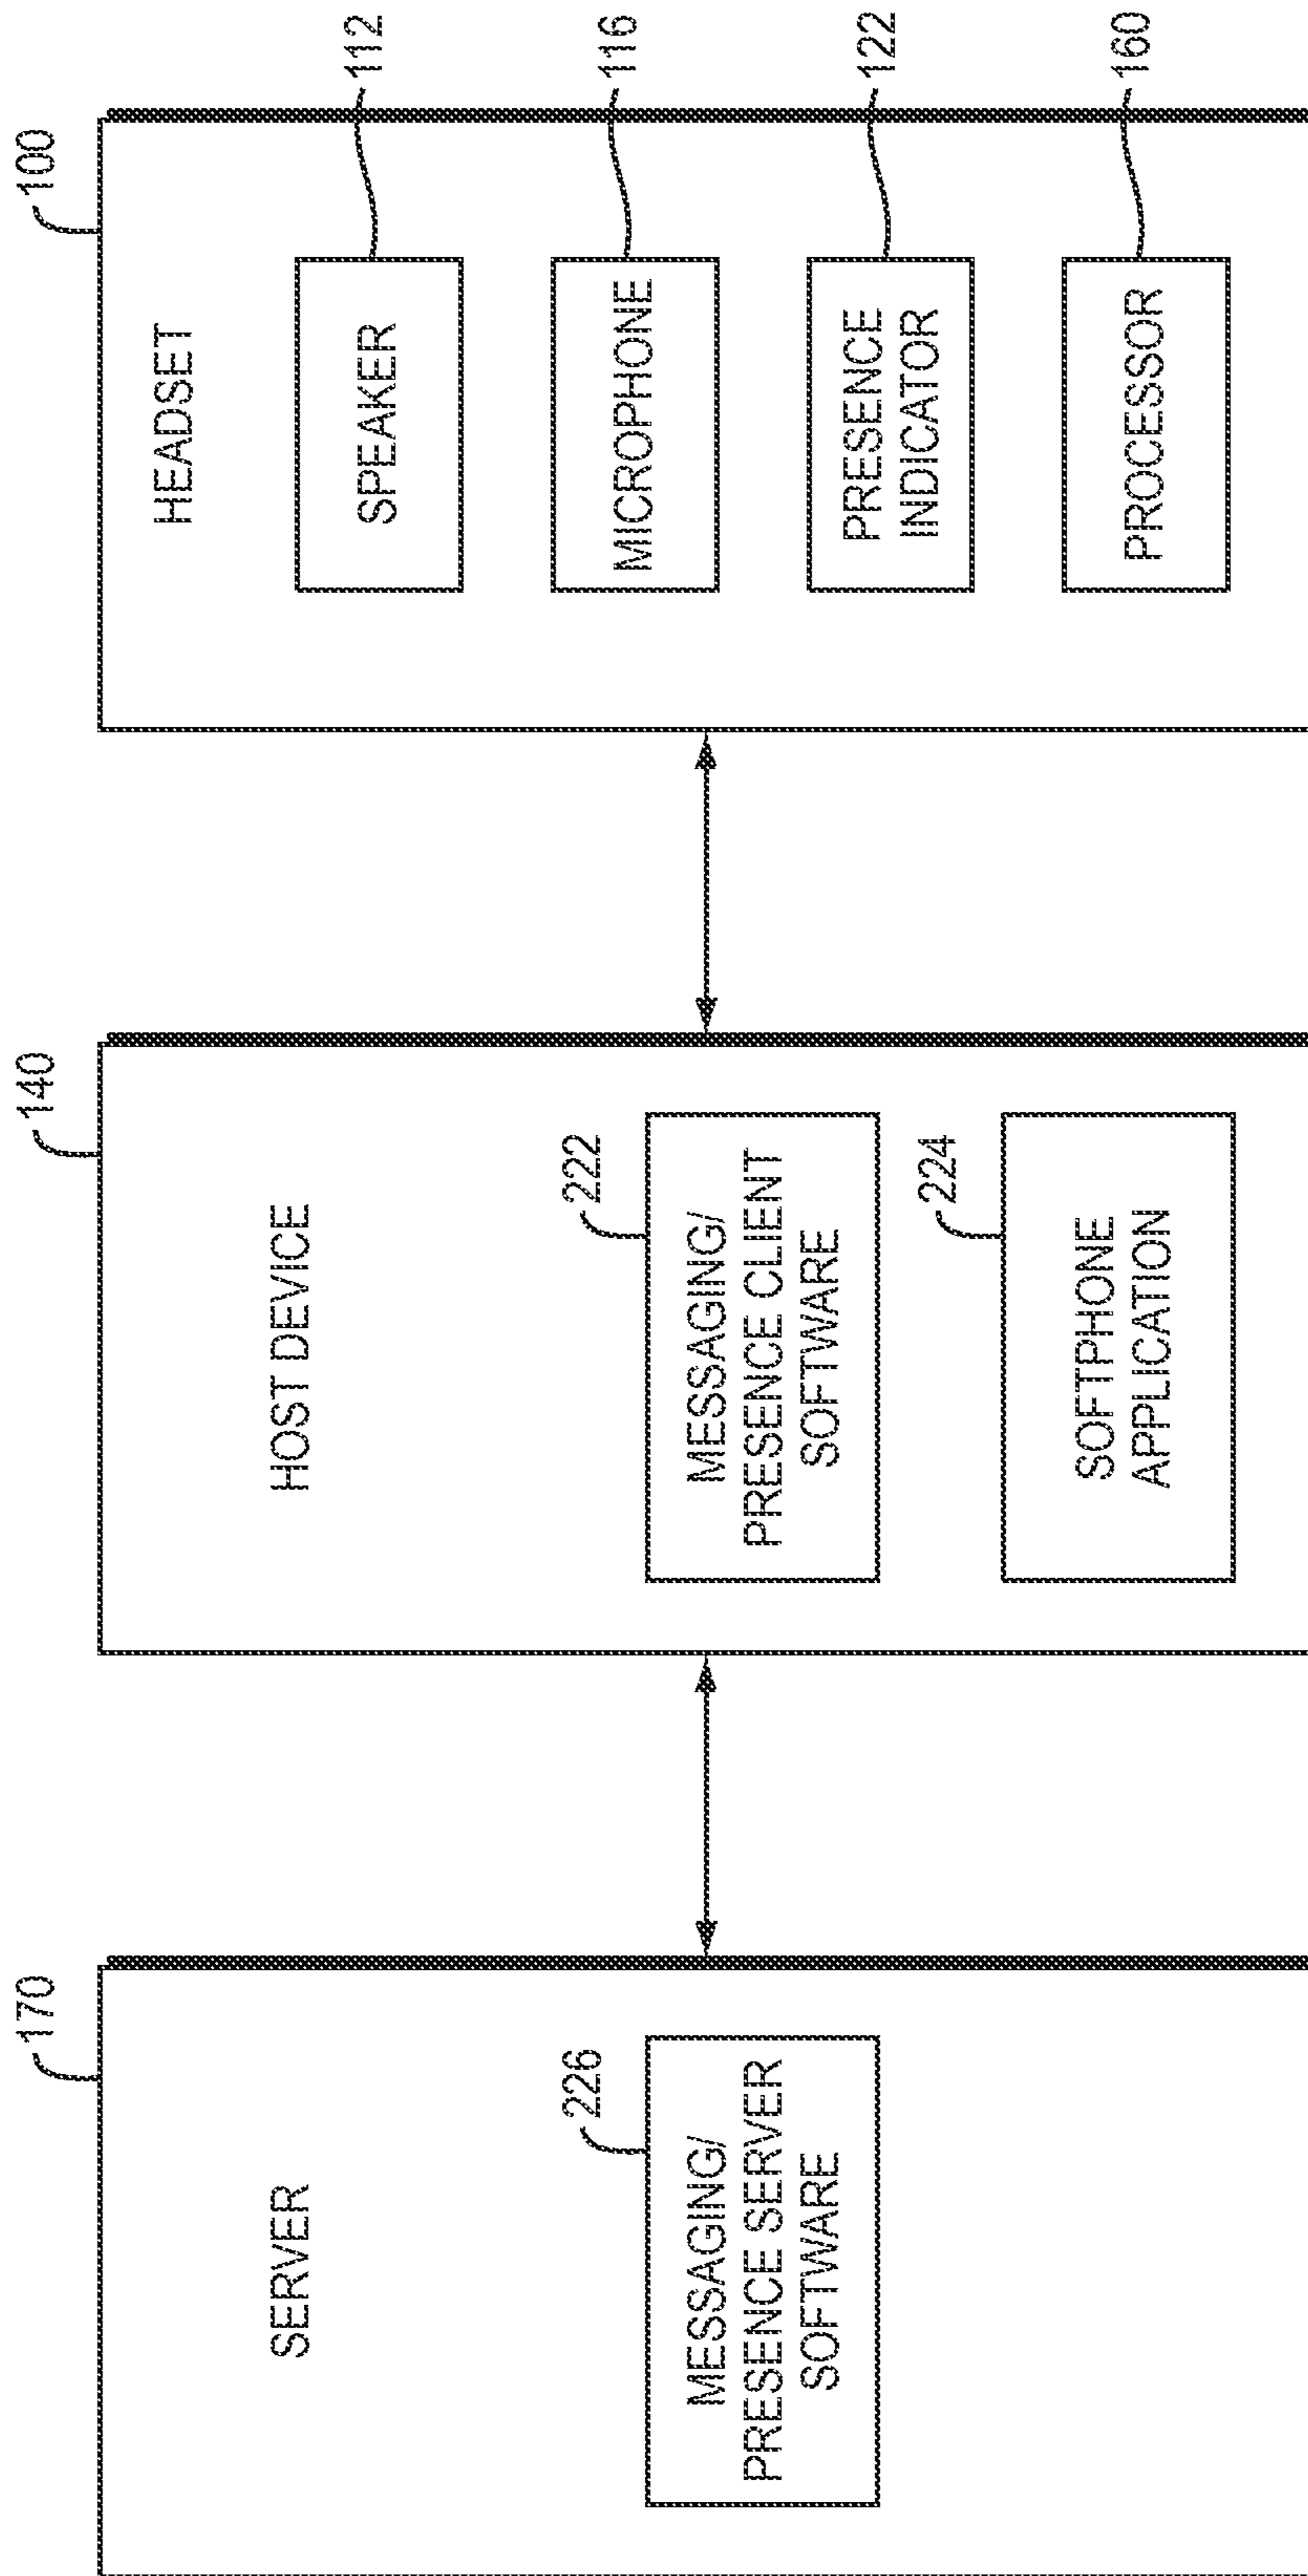 170
SERVER
226
MESSAGING/
PRESENCE SERVER
SOFTWARE
140
HOST DEVICE
222
MESSAGING/
PRESENCE CLIENT
SOFTWARE
224
SOFTPHONE
APPLICATION
100
HEADSET
SPEAKER
112
MICROPHONE
116
PRESENCE
INDICATOR
122
PROCESSOR
160